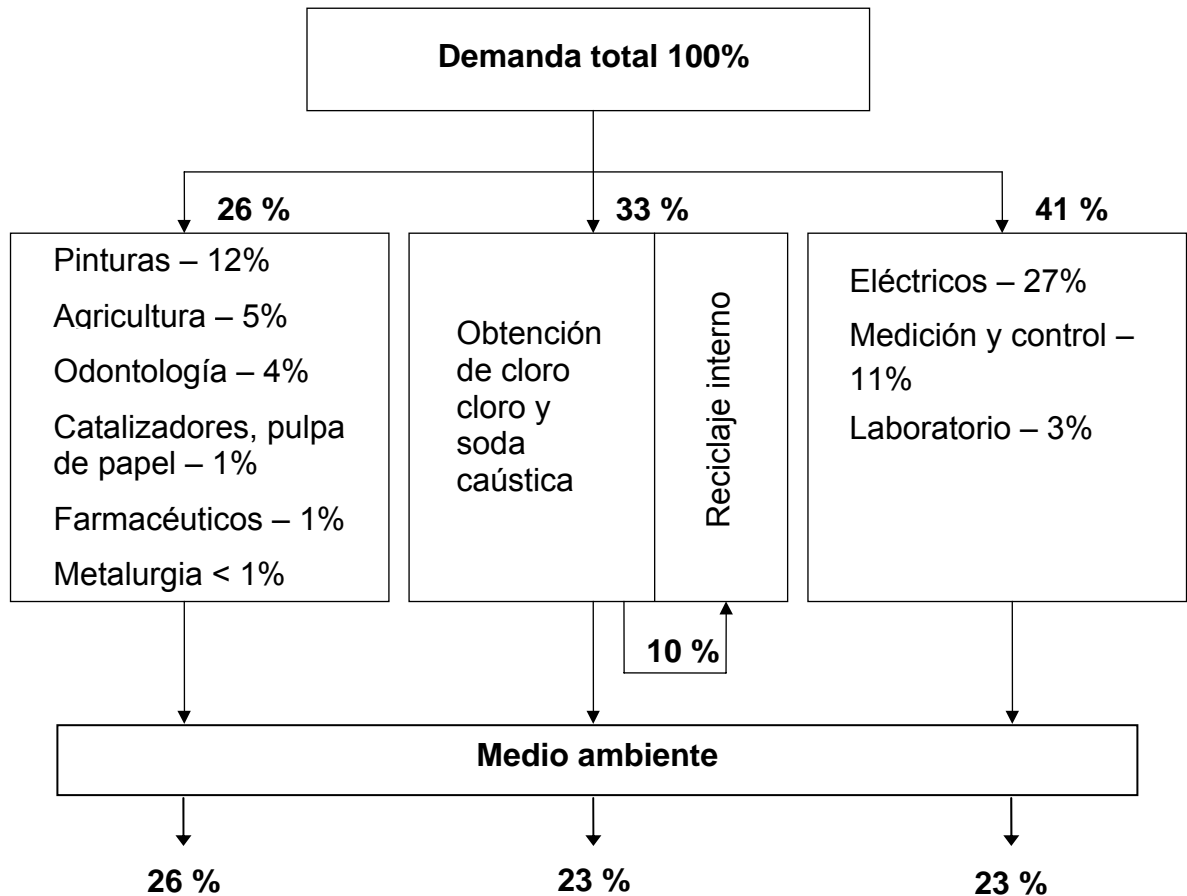 Demanda total 100%
26 %
33 %
41 %
Pinturas – 12%
Agricultura – 5%
Odontología – 4%
Catalizadores, pulpa
de papel – 1%
Farmacéuticos – 1%
Metalurgia < 1%
Obtención
de cloro
cloro y
soda
caústica
Reciclaje interno
Eléctricos – 27%
Medición y control –
11%
Laboratorio – 3%
10 %
Medio ambiente
26 %
23 %
23 %